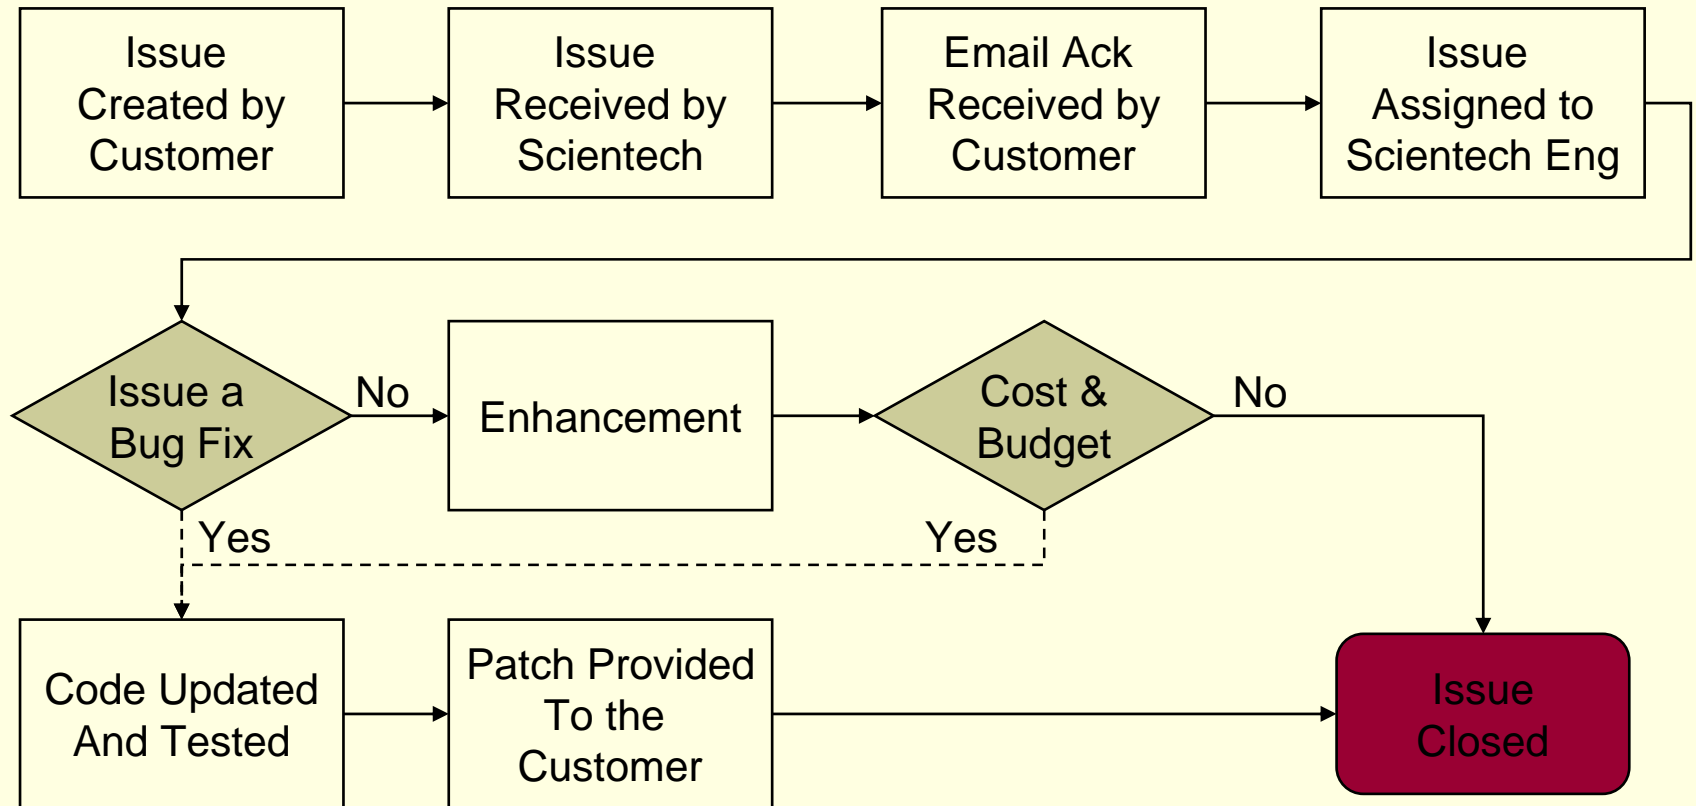 Issue
Created by
Customer
Issue
Received by
Scientech
Email Ack
Received by
Customer
Issue
Assigned to
Scientech Eng
Issue a
Bug Fix
No
Enhancement
Cost &
Budget
No
Yes
Yes
Code Updated
And Tested
Patch Provided
To the
Customer
Issue
Closed